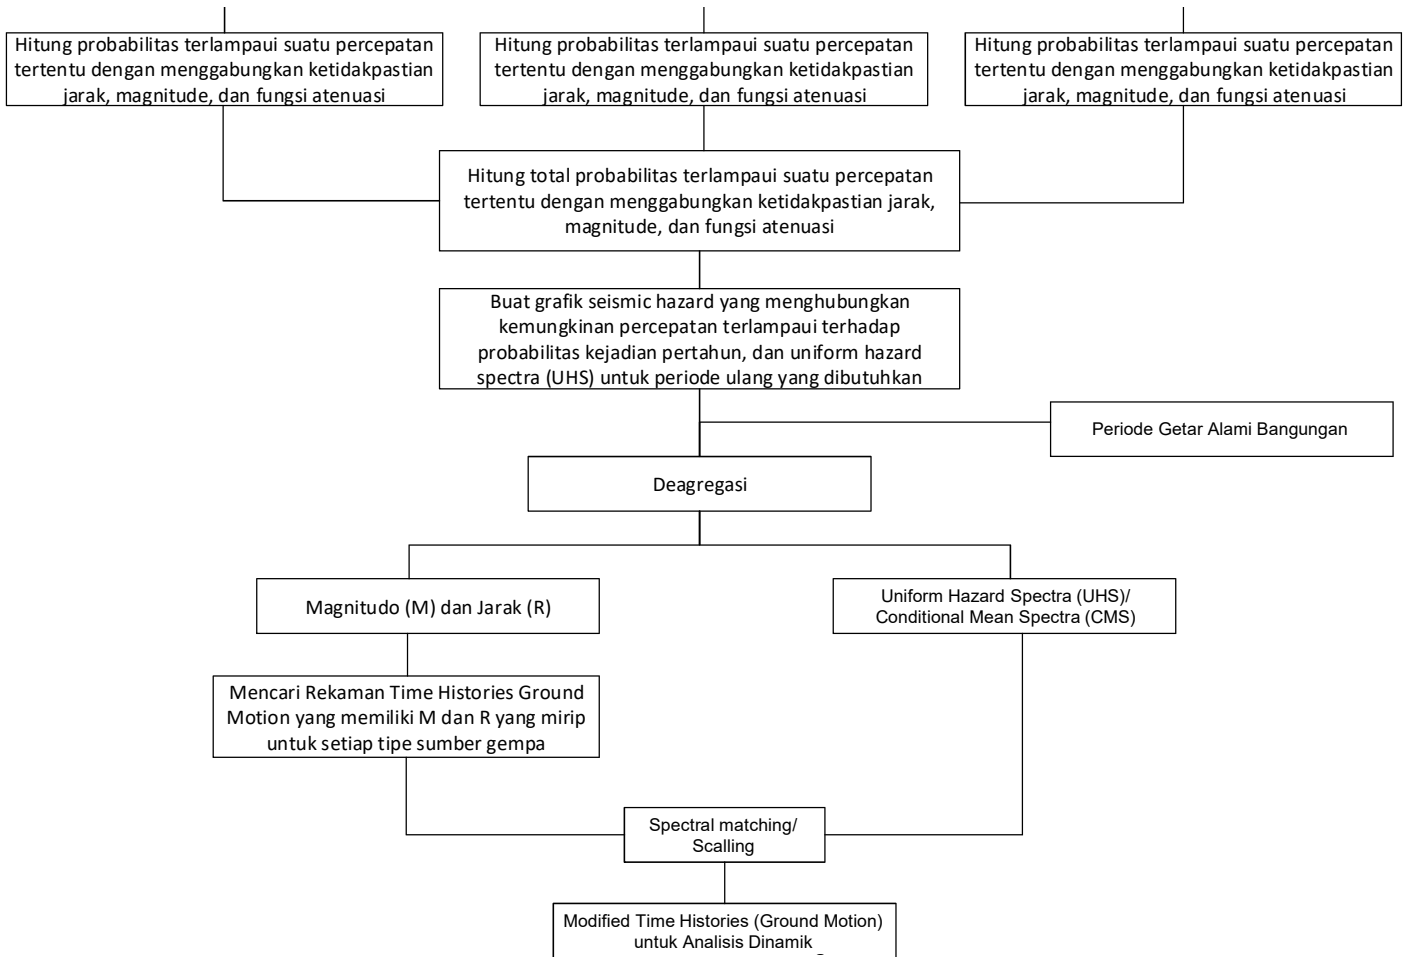 Hitung probabilitas terlampaui suatu percepatan
tertentu dengan menggabungkan ketidakpastian
jarak, magnitude, dan fungsi atenuasi
Hitung probabilitas terlampaui suatu percepatan
tertentu dengan menggabungkan ketidakpastian
jarak, magnitude, dan fungsi atenuasi
Hitung probabilitas terlampaui suatu percepatan
tertentu dengan menggabungkan ketidakpastian
jarak, magnitude, dan fungsi atenuasi
Hitung total probabilitas terlampaui suatu percepatan
tertentu dengan menggabungkan ketidakpastian jarak,
magnitude, dan fungsi atenuasi
Buat grafik seismic hazard yang menghubungkan
kemungkinan percepatan terlampaui terhadap
probabilitas kejadian pertahun, dan uniform hazard
spectra (UHS) untuk periode ulang yang dibutuhkan
Periode Getar Alami Bangungan
Deagregasi
Magnitudo (M) dan Jarak (R)
Uniform Hazard Spectra (UHS)/
Conditional Mean Spectra (CMS)
Mencari Rekaman Time Histories Ground
Motion yang memiliki M dan R yang mirip
untuk setiap tipe sumber gempa
Spectral matching/
Scalling
Modified Time Histories (Ground Motion)
untuk Analisis Dinamik